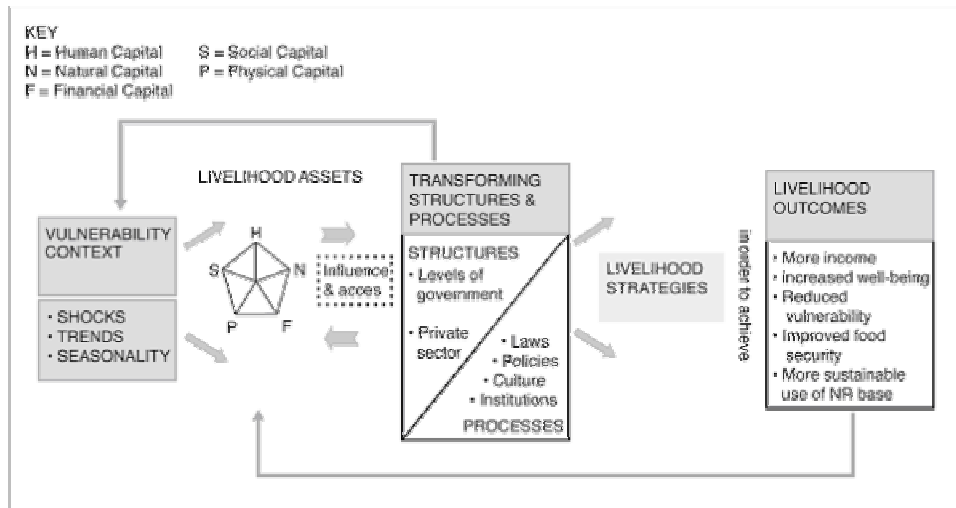 KEY
H = Human Capital
S = Social Capital
N = Natural Capital
P = Physical Capital
F = Financial Capital
LIVELIHOOD ASSETS
VULNERABILITY
CONTEXT
• SHOCKS
• TRENDS
• SEASONALITY
H
S
N
P
F
Influence
& acces
TRANSFORMING
STRUCTURES &
PROCESSES
STRUCTURES
• Levels of
government
• Private
sector
• Laws
• Policies
• Culture
• Institutions
PROCESSES
LIVELIHOOD
STRATEGIES
inorder to achieve
LIVELIHOOD
OUTCOMES
• More income
• increased well-being
• Reduced
vulnerability
• Improved food
security
• More sustainable
use of NR base